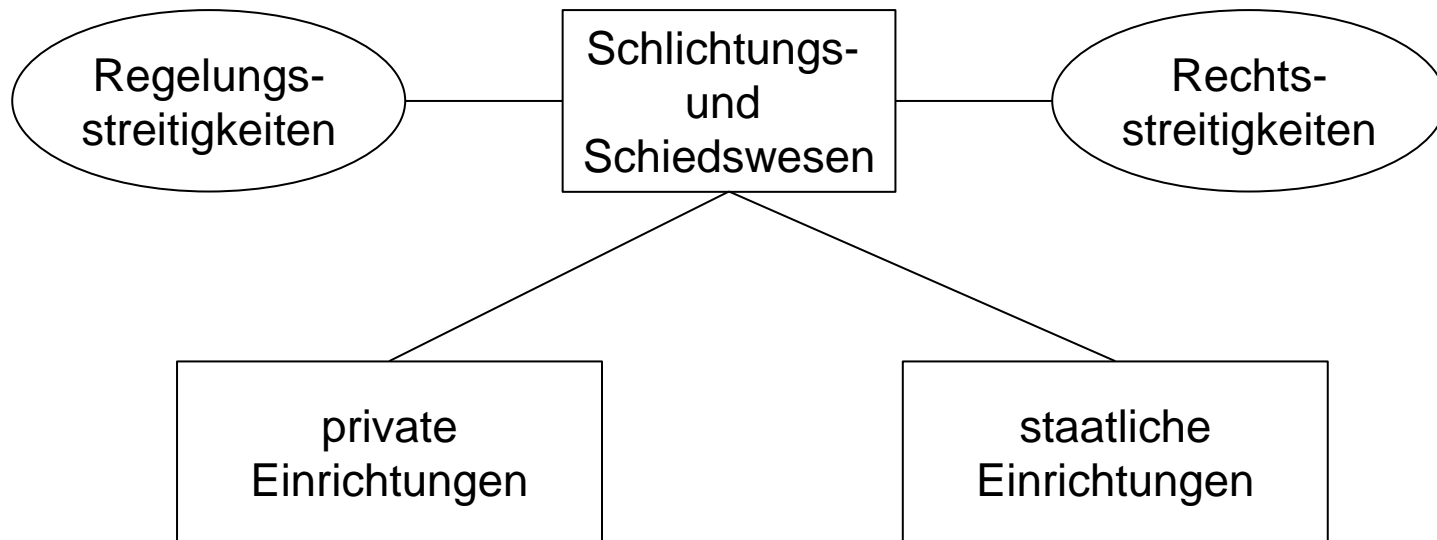 Regelungs-
streitigkeiten
Schlichtungs-
und
Schiedswesen
Rechts-
streitigkeiten
private
Einrichtungen
staatliche
Einrichtungen